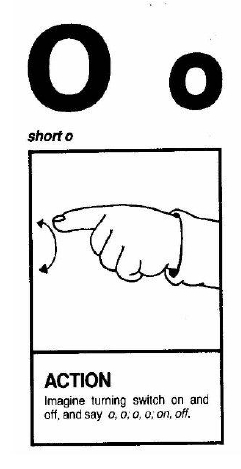 O o
short o
ACTION
Imagine turning switch on and
off, and say o, o, o, o, on, off.